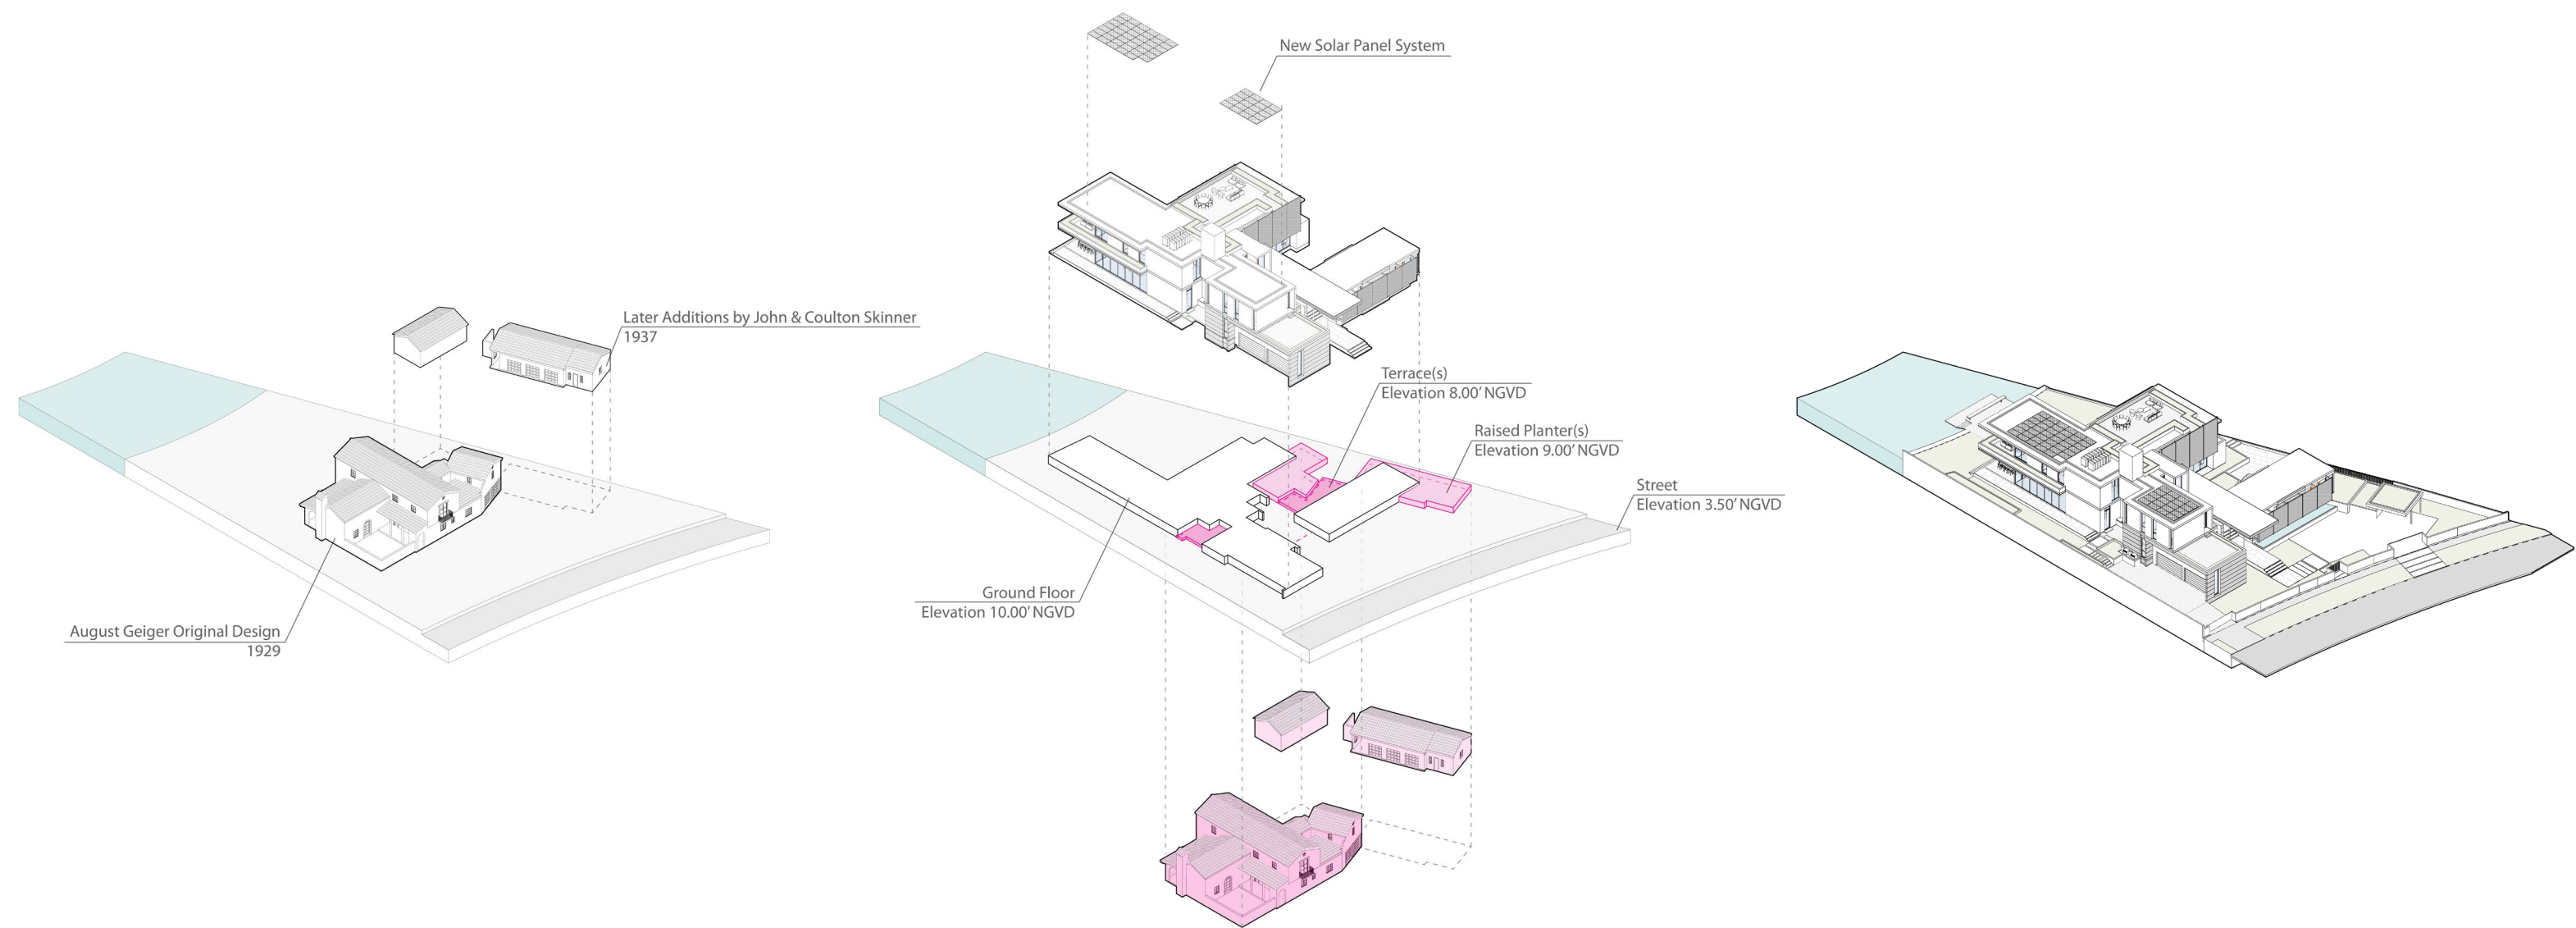 New Solar Panel System
Later Additions by John & Coulton Skinner
1937
Terrace(s)
Elevation 8.00' NGVD
Raised Planter(s)
Elevation 9.00' NGVD
Street
Elevation 3.50' NGVD
Ground Floor
Elevation 10.00' NGVD
August Geiger Original Design
1929